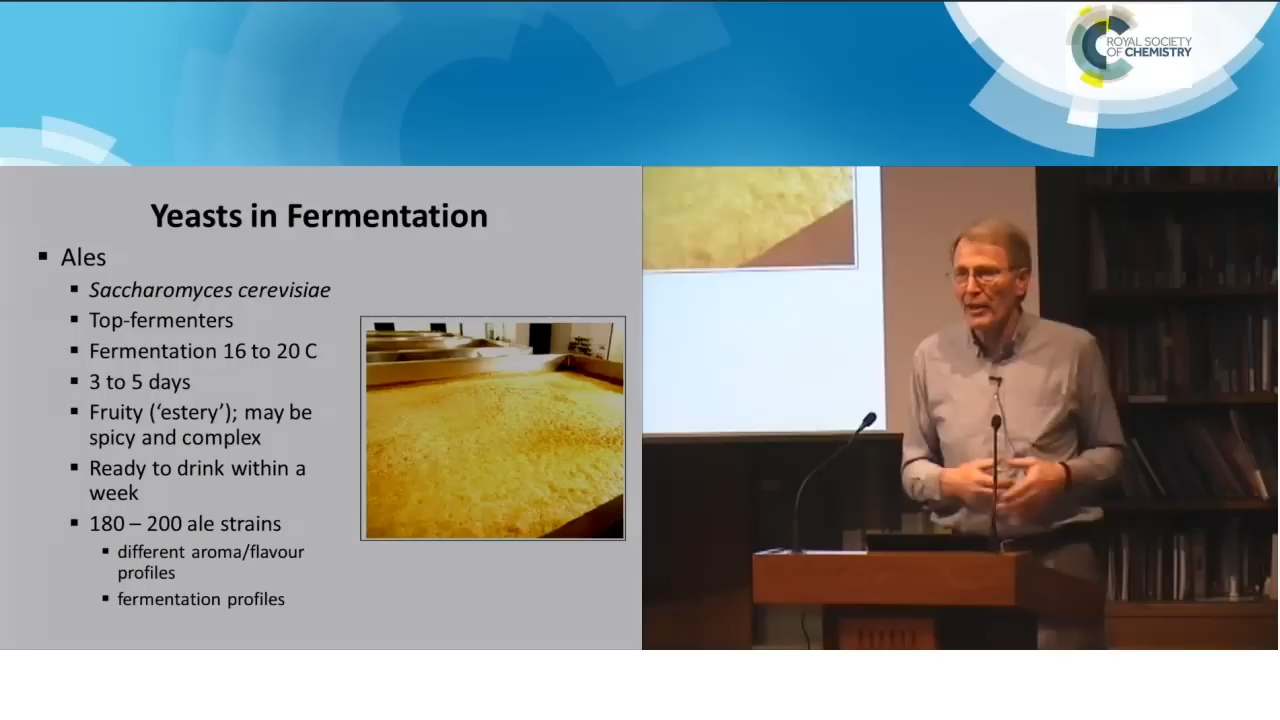 ROYAL SOCIETY
OF CHEMISTRY
Yeasts in Fermentation
▪ Ales
▪ Saccharomyces cerevisiae
▪ Top-fermenters
▪ Fermentation 16 to 20 C
▪ 3 to 5 days
▪ Fruity (‘estery’); may be
spicy and complex
▪ Ready to drink within a
week
▪ 180 – 200 ale strains
▪ different aroma/flavour
profiles
▪ fermentation profiles